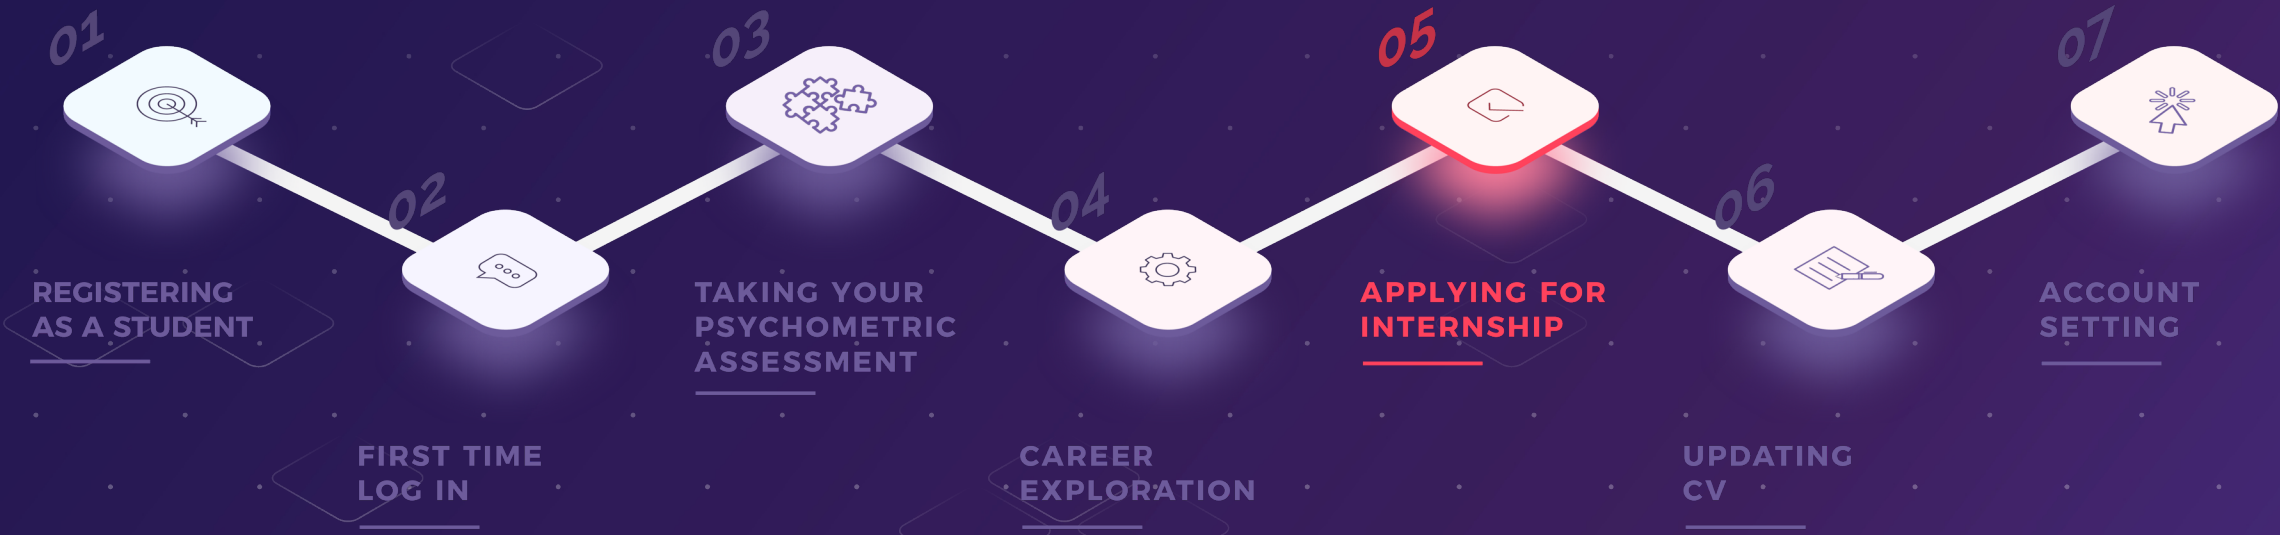 01
REGISTERING
AS A STUDENT
02
FIRST TIME
LOG IN
03
TAKING YOUR
PSYCHOMETRIC
ASSESSMENT
04
CAREER
EXPLORATION
05
APPLYING FOR
INTERNSHIP
06
UPDATING
CV
07
ACCOUNT
SETTING